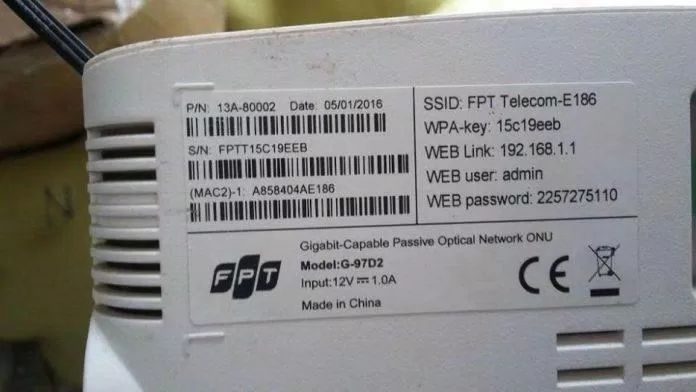 P/N: 13A-80002 Date: 05/01/2016
S/N: FPTT15C19EEB
(MAC2)-1: A858404AE186
SSID: FPT Telecom-E186
WPA-key: 15c19eeb
WEB Link: 192.168.1.1
WEB user: admin
WEB password: 2257275110
FPT
Gigabit-Capable Passive Optical Network ONU
Model:G-97D2
Input:12V⎓1.0A
Made in China
CE